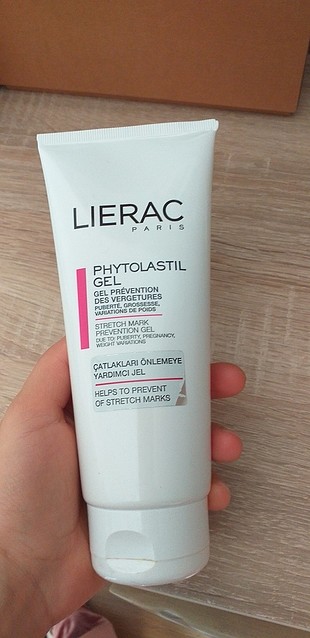 LIERAC
PARIS
PHYTOLASTIL
GEL
GEL PRÉVENTION
DES VERGETURES
PUBERTÉ, GROSSESSE,
VARIATIONS DE POIDS
STRETCH MARK
PREVENTION GEL
DUE TO: PUBERTY, PREGNANCY,
WEIGHT VARIATIONS
ÇATLAKLARI ÖNLEMEYE
YARDIMCI JEL
HELPS TO PREVENT
OF STRETCH MARKS